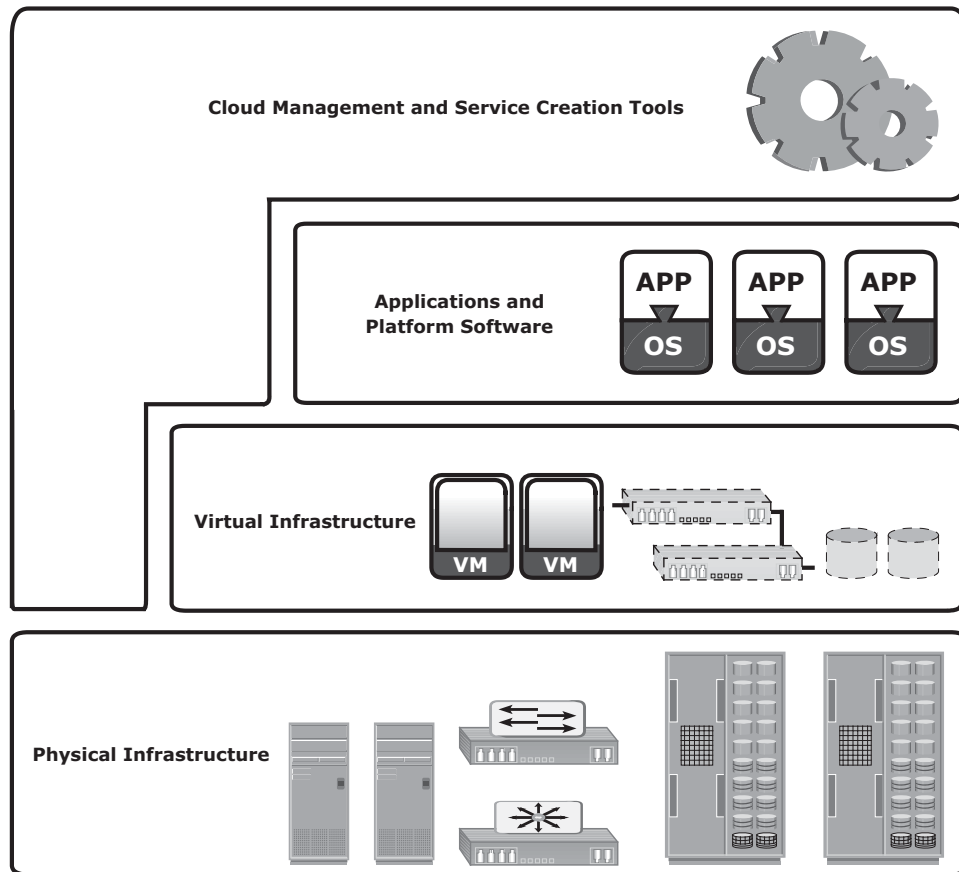 Cloud Management and Service Creation Tools
Applications and
Platform Software
APP
OS
APP
OS
APP
OS
Virtual Infrastructure
VM
VM
Physical Infrastructure